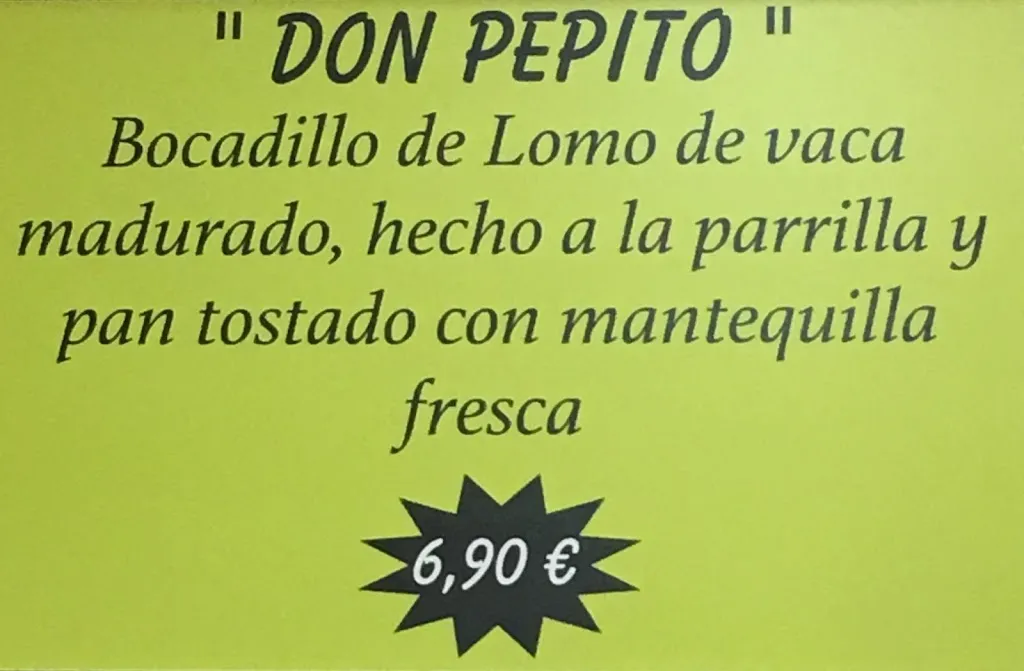 " DON PEPITO "
Bocadillo de Lomo de vaca
madurado, hecho a la parrilla y
pan tostado con mantequilla
fresca
6,90 €